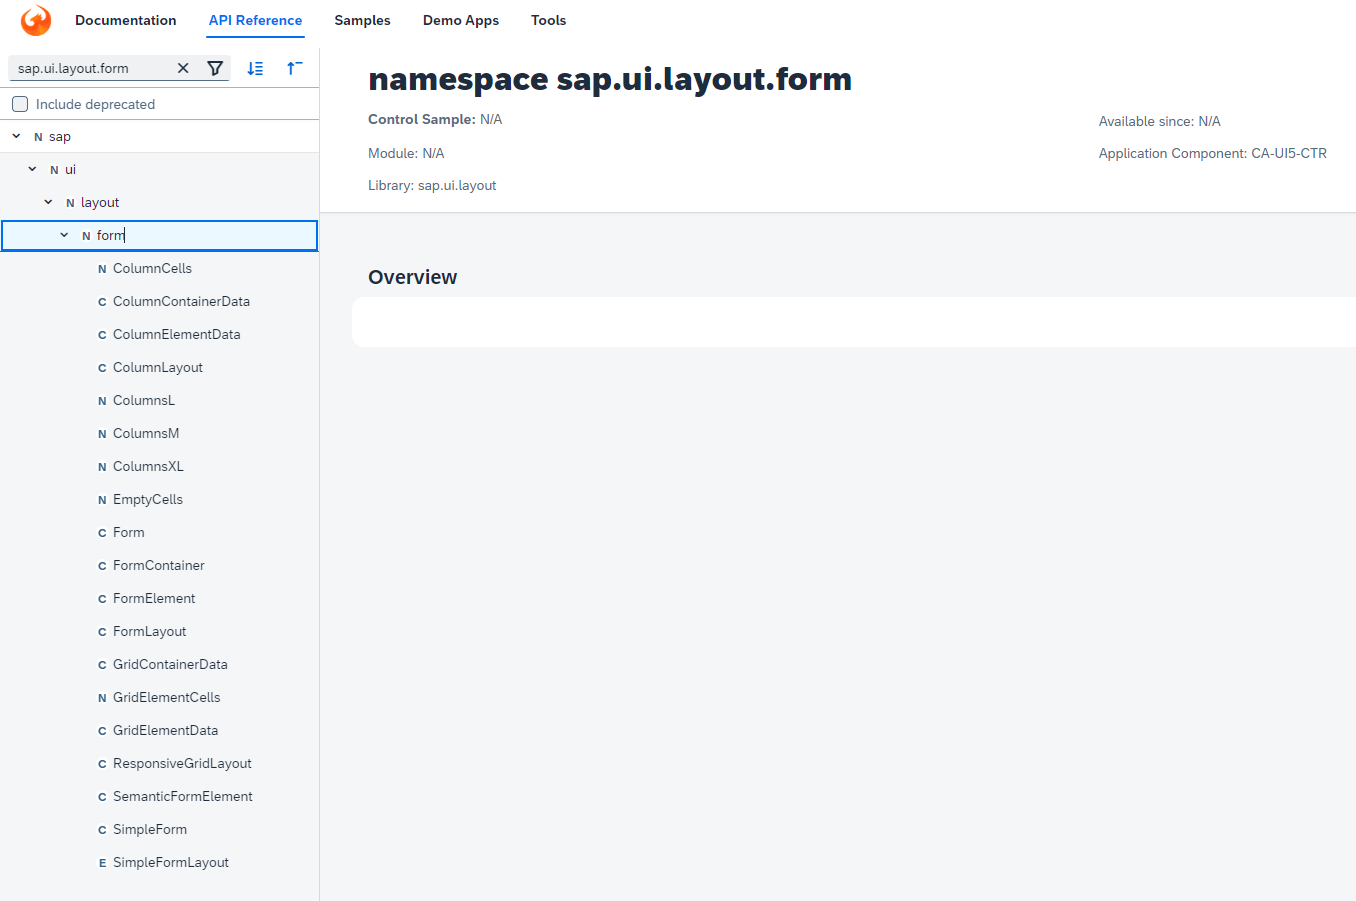 Documentation
API Reference
Samples
Demo Apps
Tools
sap.ui.layout.form
Include deprecated
N sap
N ui
N layout
N form
N ColumnCells
C ColumnContainerData
C ColumnElementData
C ColumnLayout
N ColumnsL
N ColumnsM
N ColumnsXL
N EmptyCells
C Form
C FormContainer
C FormElement
C FormLayout
C GridContainerData
N GridElementCells
C GridElementData
C ResponsiveGridLayout
C SemanticFormElement
C SimpleForm
E SimpleFormLayout
namespace sap.ui.layout.form
Control Sample: N/A
Available since: N/A
Module: N/A
Application Component: CA-UI5-CTR
Library: sap.ui.layout
Overview